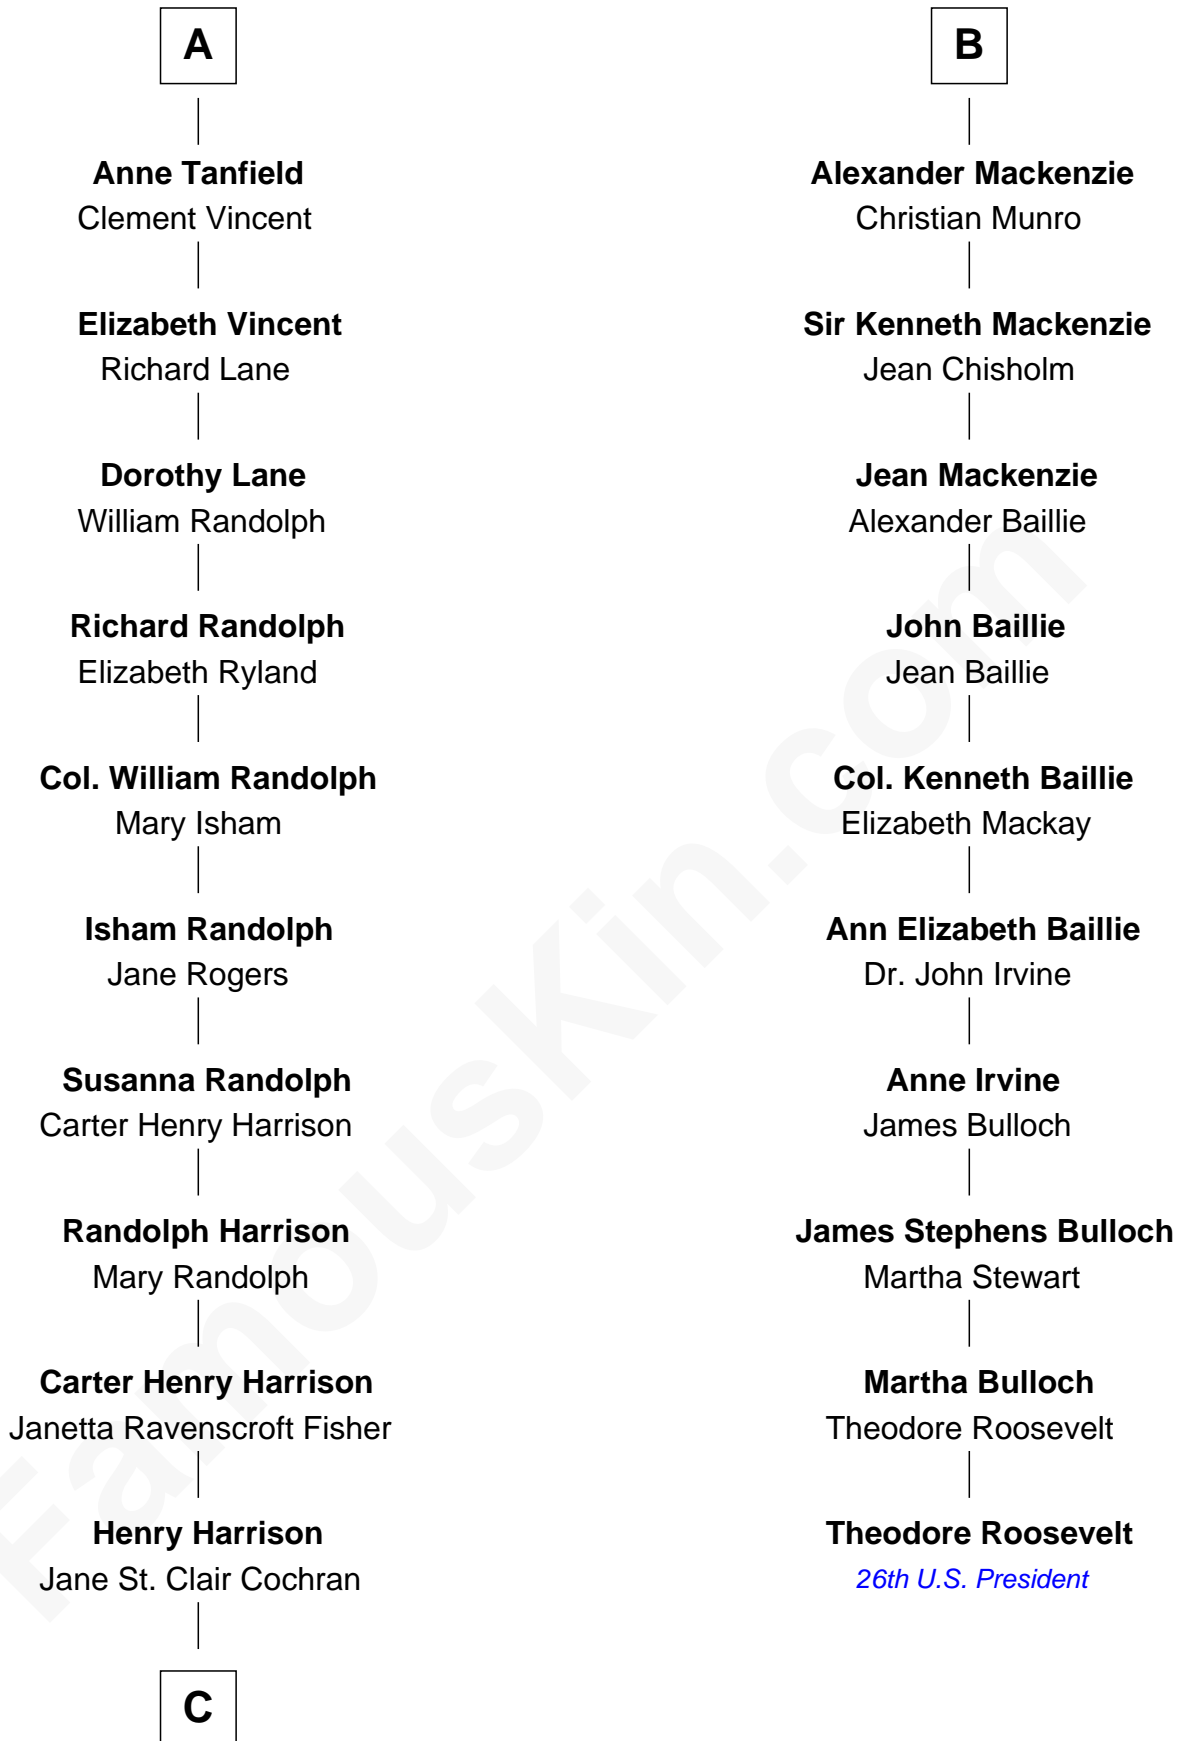 A
Anne Tanfield
Clement Vincent
Elizabeth Vincent
Richard Lane
Dorothy Lane
William Randolph
Richard Randolph
Elizabeth Ryland
Col. William Randolph
Mary Isham
Isham Randolph
Jane Rogers
Susanna Randolph
Carter Henry Harrison
Randolph Harrison
Mary Randolph
Carter Henry Harrison
Janetta Ravenscroft Fisher
Henry Harrison
Jane St. Clair Cochran
C
B
Alexander Mackenzie
Christian Munro
Sir Kenneth Mackenzie
Jean Chisholm
Jean Mackenzie
Alexander Baillie
John Baillie
Jean Baillie
Col. Kenneth Baillie
Elizabeth Mackay
Ann Elizabeth Baillie
Dr. John Irvine
Anne Irvine
James Bulloch
James Stephens Bulloch
Martha Stewart
Martha Bulloch
Theodore Roosevelt
Theodore Roosevelt
26th U.S. President
FamousKin.com